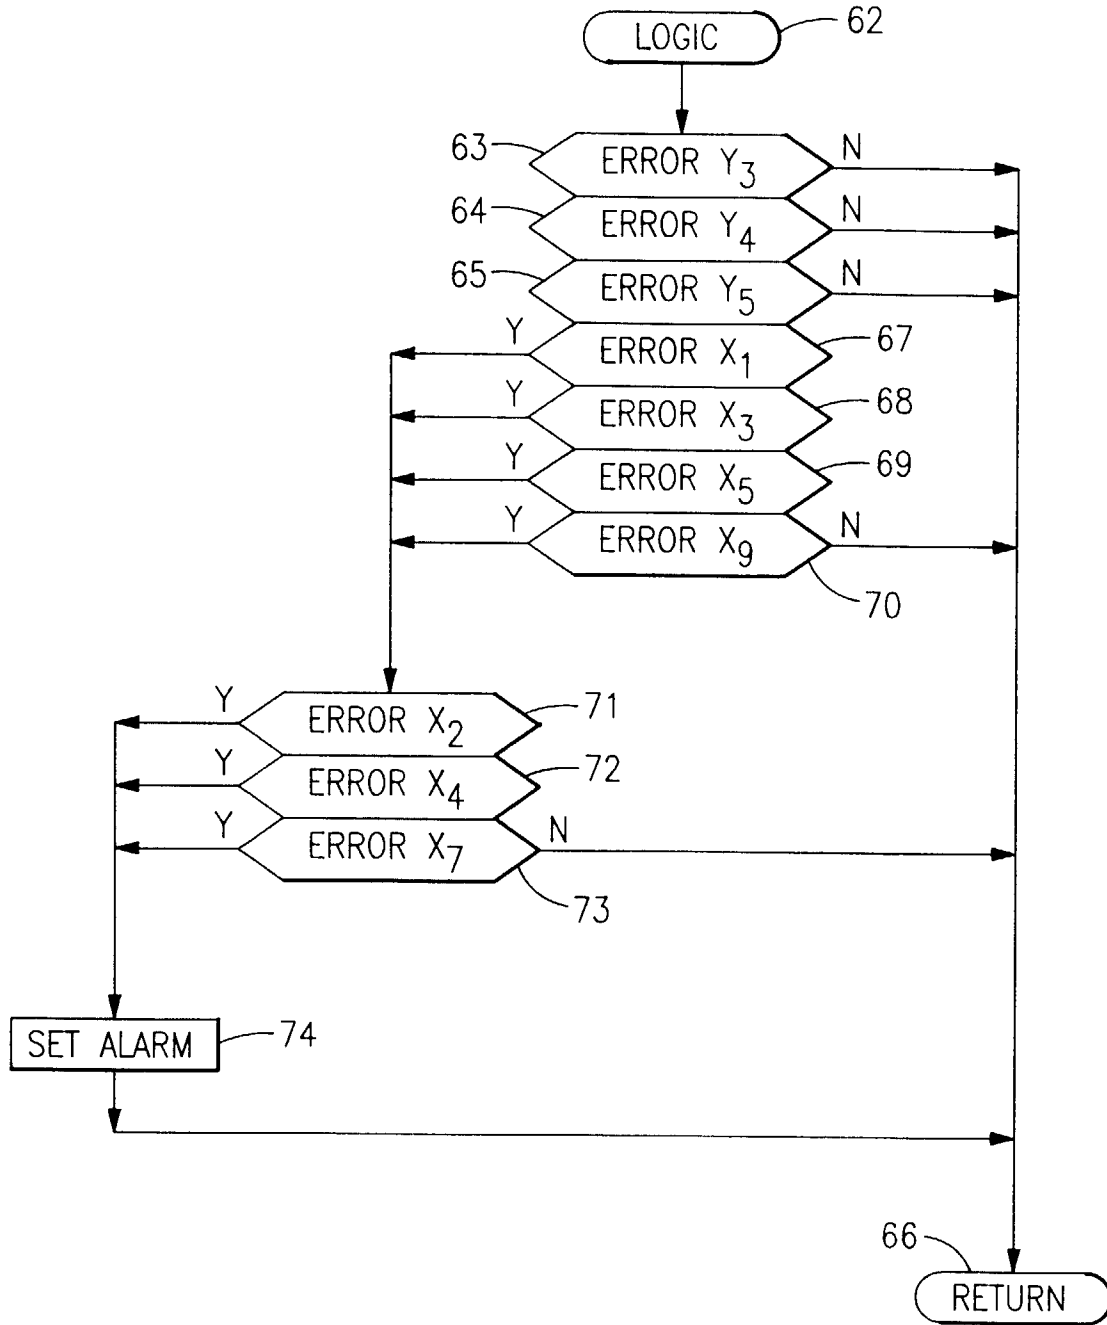 LOGIC 62
63 ERROR Y3 N
64 ERROR Y4 N
65 ERROR Y5 N
Y ERROR X1 67
Y ERROR X3 68
Y ERROR X5 69
Y ERROR X9 N
70
Y ERROR X2 71
Y ERROR X4 72
Y ERROR X7 N
73
SET ALARM 74
66
RETURN